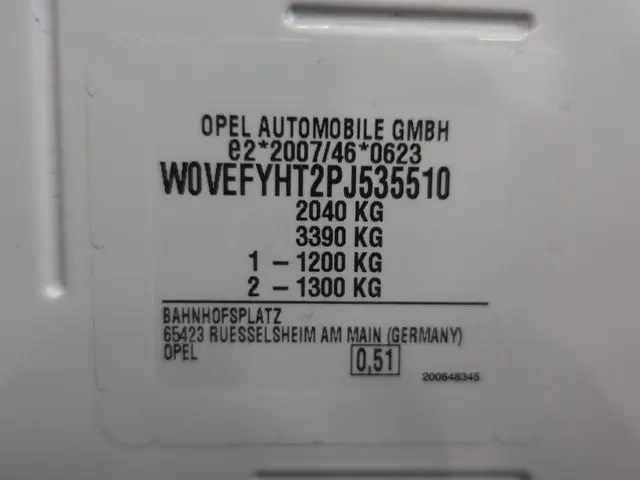 OPEL AUTOMOBILE GMBH
e2*2007/46*0623
W0VEFYHT2PJ535510
2040 KG
3390 KG
1 - 1200 KG
2 - 1300 KG
BAHNHOFSPLATZ
65423 RUESSELSHEIM AM MAIN (GERMANY)
OPEL
0,51
200648345